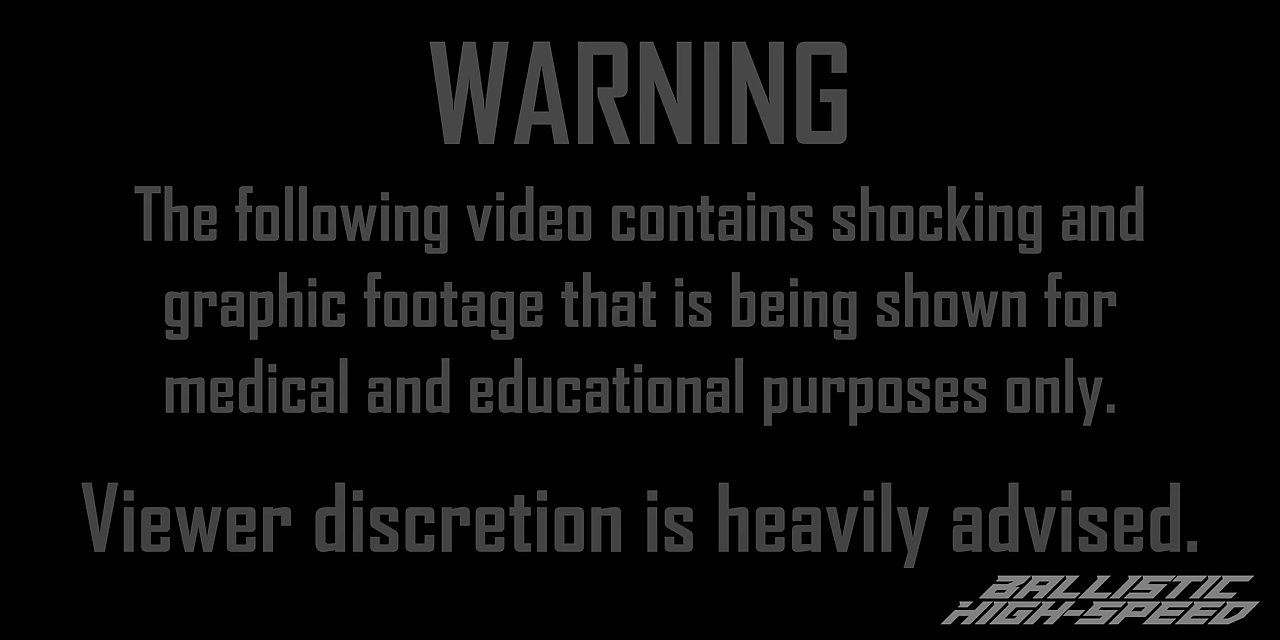 WARNING
The following video contains shocking and
graphic footage that is being shown for
medical and educational purposes only.
Viewer discretion is heavily advised.
BALLISTIC
HIGH-SPEED